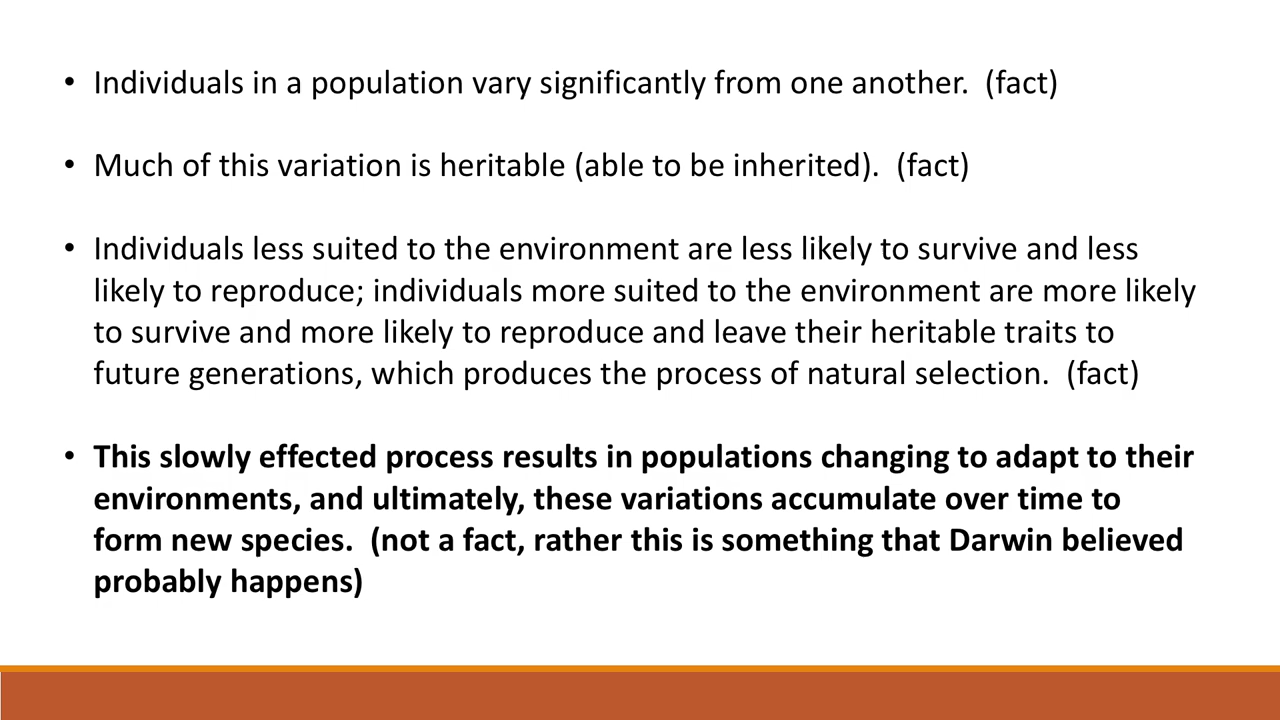 • Individuals in a population vary significantly from one another.  (fact)
• Much of this variation is heritable (able to be inherited).  (fact)
• Individuals less suited to the environment are less likely to survive and less
likely to reproduce; individuals more suited to the environment are more likely
to survive and more likely to reproduce and leave their heritable traits to
future generations, which produces the process of natural selection.  (fact)
• This slowly effected process results in populations changing to adapt to their
environments, and ultimately, these variations accumulate over time to
form new species.  (not a fact, rather this is something that Darwin believed
probably happens)